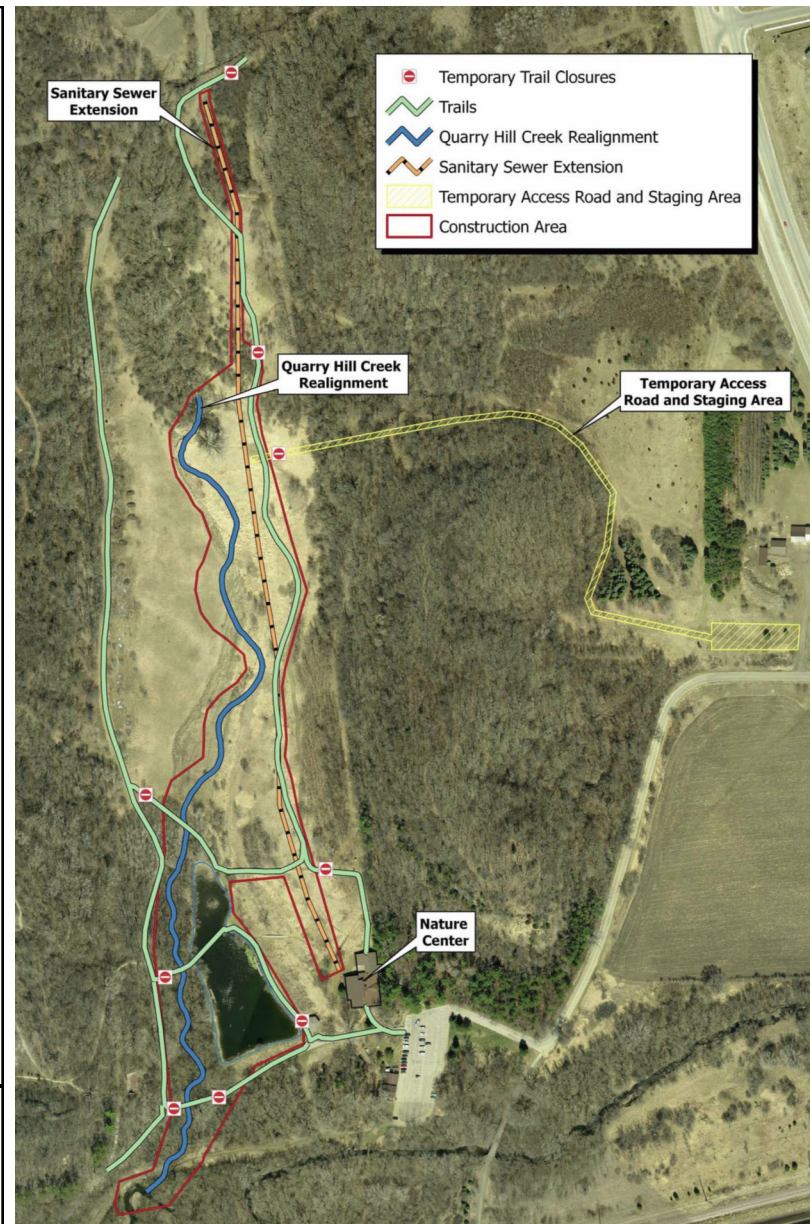 Temporary Trail Closures
Trails
Quarry Hill Creek Realignment
Sanitary Sewer Extension
Temporary Access Road and Staging Area
Construction Area
Sanitary Sewer
Extension
Quarry Hill Creek
Realignment
Temporary Access
Road and Staging Area
Nature
Center